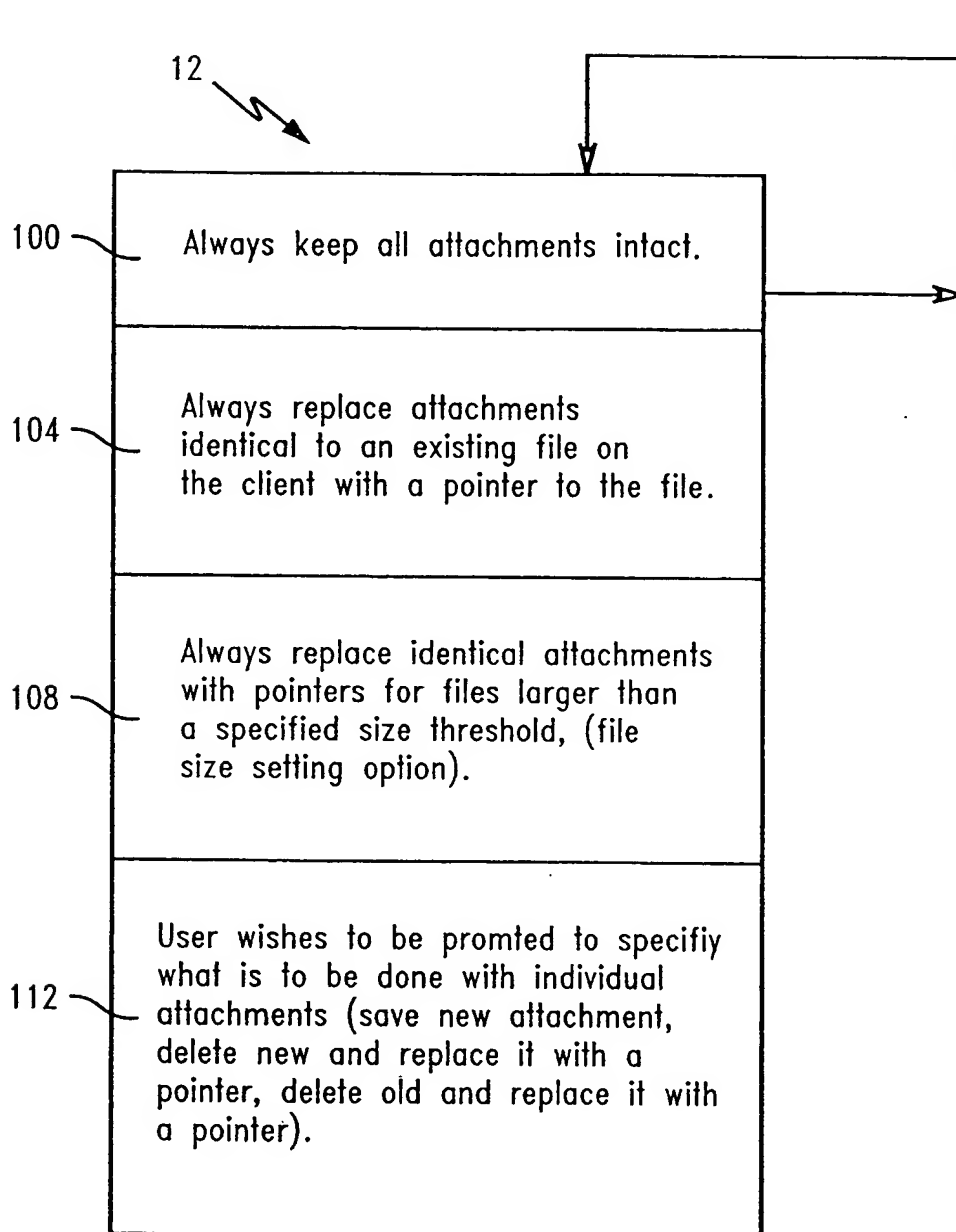 12
100
Always keep all attachments intact.
104
Always replace attachments
identical to an existing file on
the client with a pointer to the file.
108
Always replace identical attachments
with pointers for files larger than
a specified size threshold, (file
size setting option).
112
User wishes to be promted to specifiy
what is to be done with individual
attachments (save new attachment,
delete new and replace it with a
pointer, delete old and replace it with
a pointer).